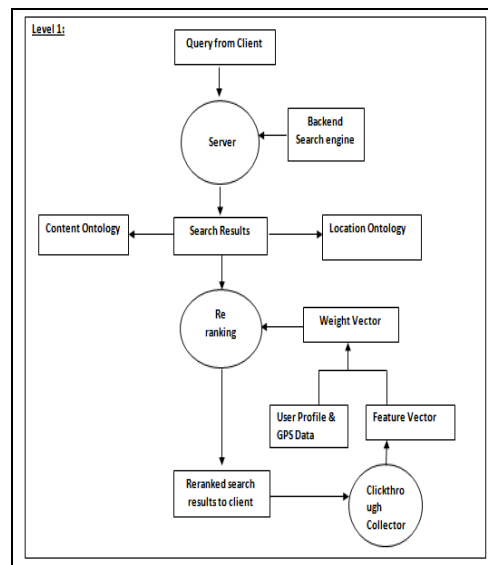 Level 1:
Query from Client
Backend
Search engine
Server
Content Ontology
Search Results
Location Ontology
Re
ranking
Weight Vector
User Profile &
GPS Data
Feature Vector
Reranked search
results to client
Clickthro
ugh
Collector